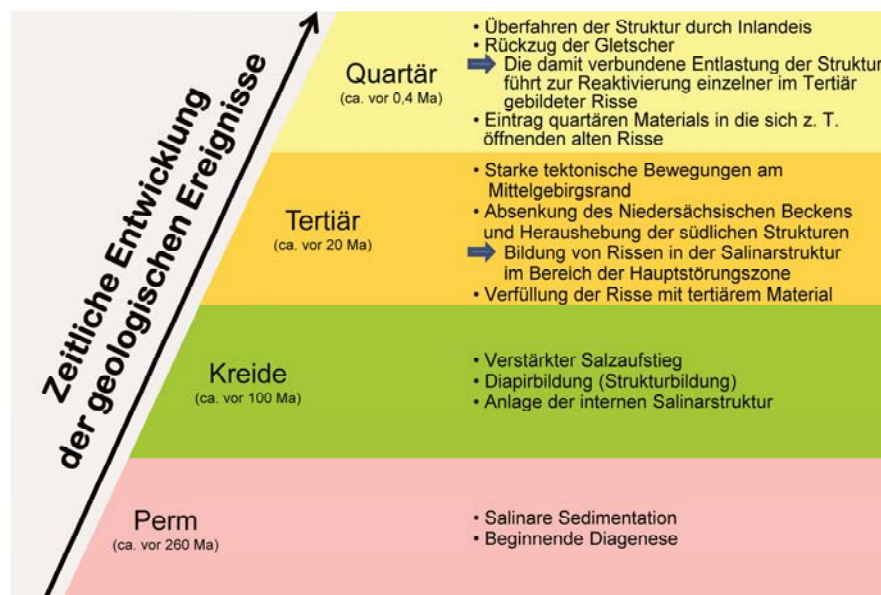 Zeitliche Entwicklung
der geologischen Ereignisse
Quartär
(ca. vor 0,4 Ma)
• Überfahren der Struktur durch Inlandeis
• Rückzug der Gletscher
Die damit verbundene Entlastung der Struktur
führt zur Reaktivierung einzelner im Tertiär
gebildeter Risse
• Eintrag quartären Materials in die sich z. T.
öffnenden alten Risse
Tertiär
(ca. vor 20 Ma)
• Starke tektonische Bewegungen am
Mittelgebirgsrand
• Absenkung des Niedersächsischen Beckens
und Heraushebung der südlichen Strukturen
Bildung von Rissen in der Salinarstruktur
im Bereich der Hauptstörungszone
• Verfüllung der Risse mit tertiärem Material
Kreide
(ca. vor 100 Ma)
• Verstärkter Salzaufstieg
• Diapirbildung (Strukturbildung)
• Anlage der internen Salinarstruktur
Perm
(ca. vor 260 Ma)
• Salinare Sedimentation
• Beginnende Diagenese